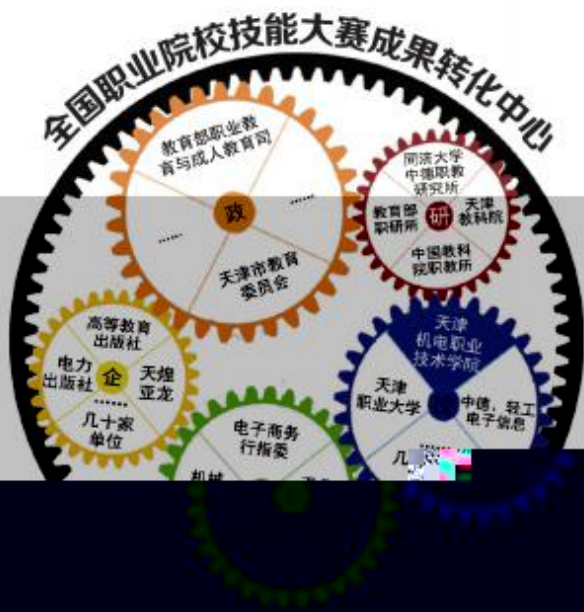 全国职业院校技能大赛成果转化中心
教育部职业教
育与成人教育司
......
......
政
天津市教育
委员会
同济大学
中德职教
研究所
教育部
职研所
研
天津
教科院
中国教科
院职教所
高等教育
出版社
电力
出版社
企
天煌
亚龙
......
几十家
单位
天津
机电职业
技术学院
天津
职业大学
中德、轻工
电子信息
......
几
电子商务
行指委
机械